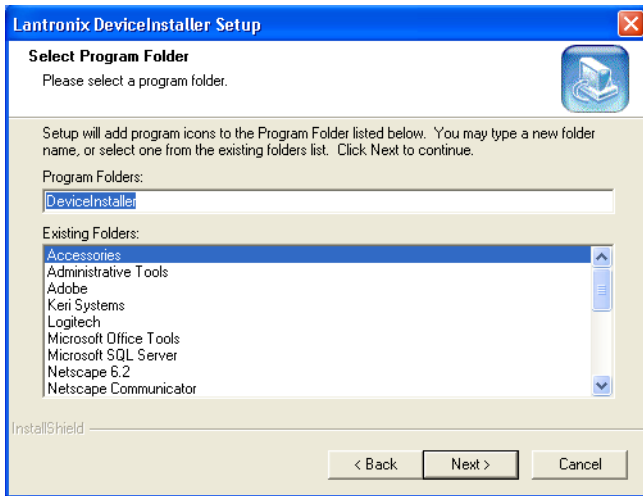 Lantronix DeviceInstaller Setup
Select Program Folder
Please select a program folder.
Setup will add program icons to the Program Folder listed below. You may type a new folder
name, or select one from the existing folders list. Click Next to continue.
Program Folders:
DeviceInstaller
Existing Folders:
Accessories
Administrative Tools
Adobe
Keri Systems
Logitech
Microsoft Office Tools
Microsoft SQL Server
Netscape 6.2
Netscape Communicator
InstallShield
< Back Next > Cancel